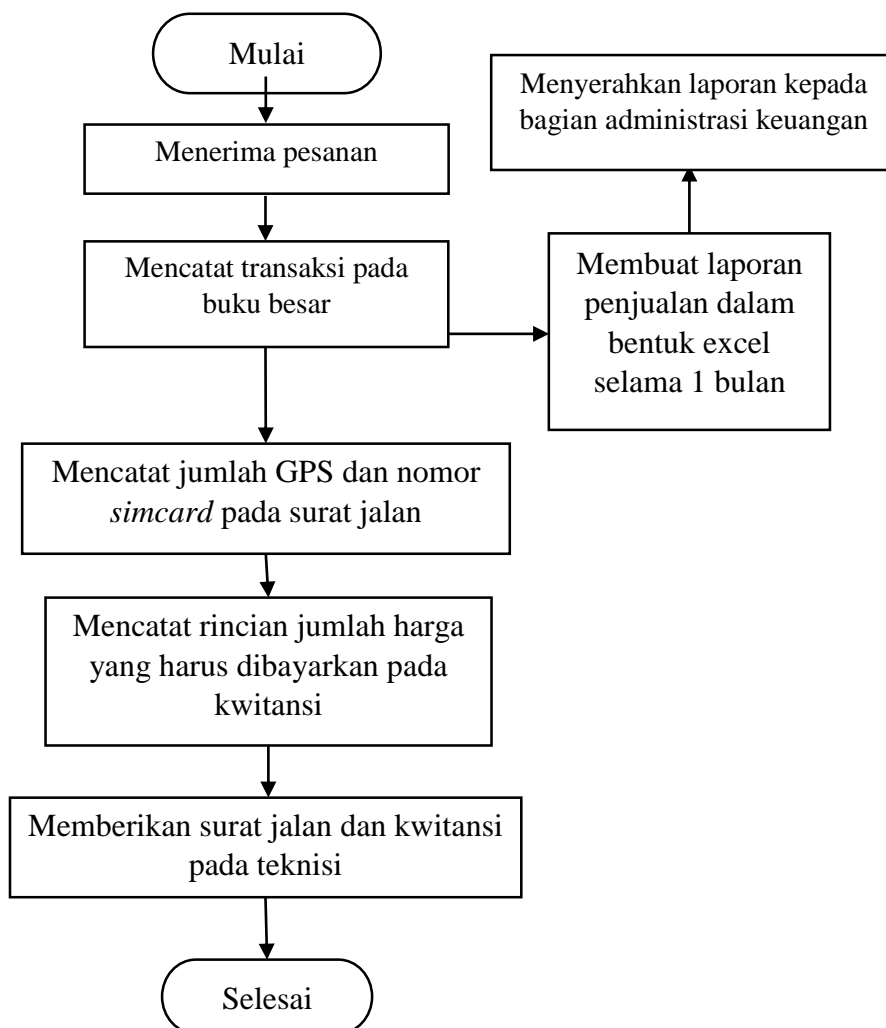 Mulai
Menyerahkan laporan kepada
bagian administrasi keuangan
Menerima pesanan
Mencatat transaksi pada
buku besar
Membuat laporan
penjualan dalam
bentuk excel
selama 1 bulan
Mencatat jumlah GPS dan nomor
simcard pada surat jalan
Mencatat rincian jumlah harga
yang harus dibayarkan pada
kwitansi
Memberikan surat jalan dan kwitansi
pada teknisi
Selesai